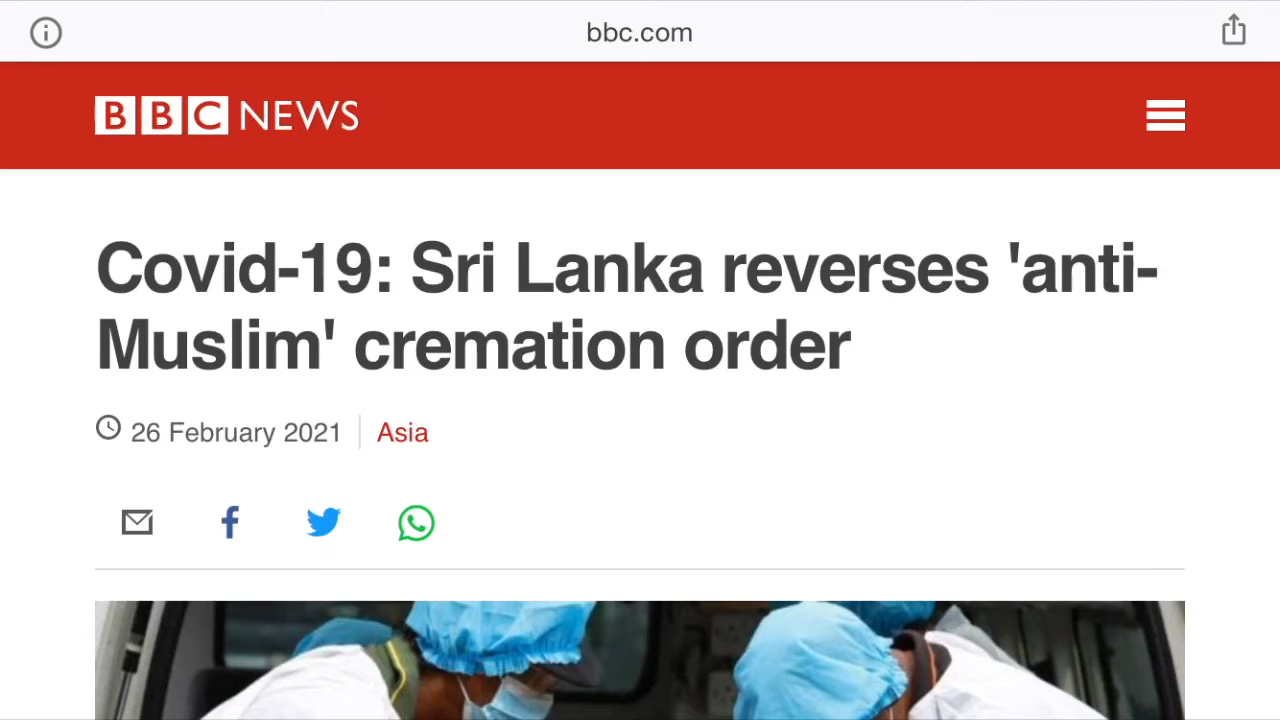 bbc.com
BBC NEWS
Covid-19: Sri Lanka reverses 'anti-
Muslim' cremation order
26 February 2021 Asia